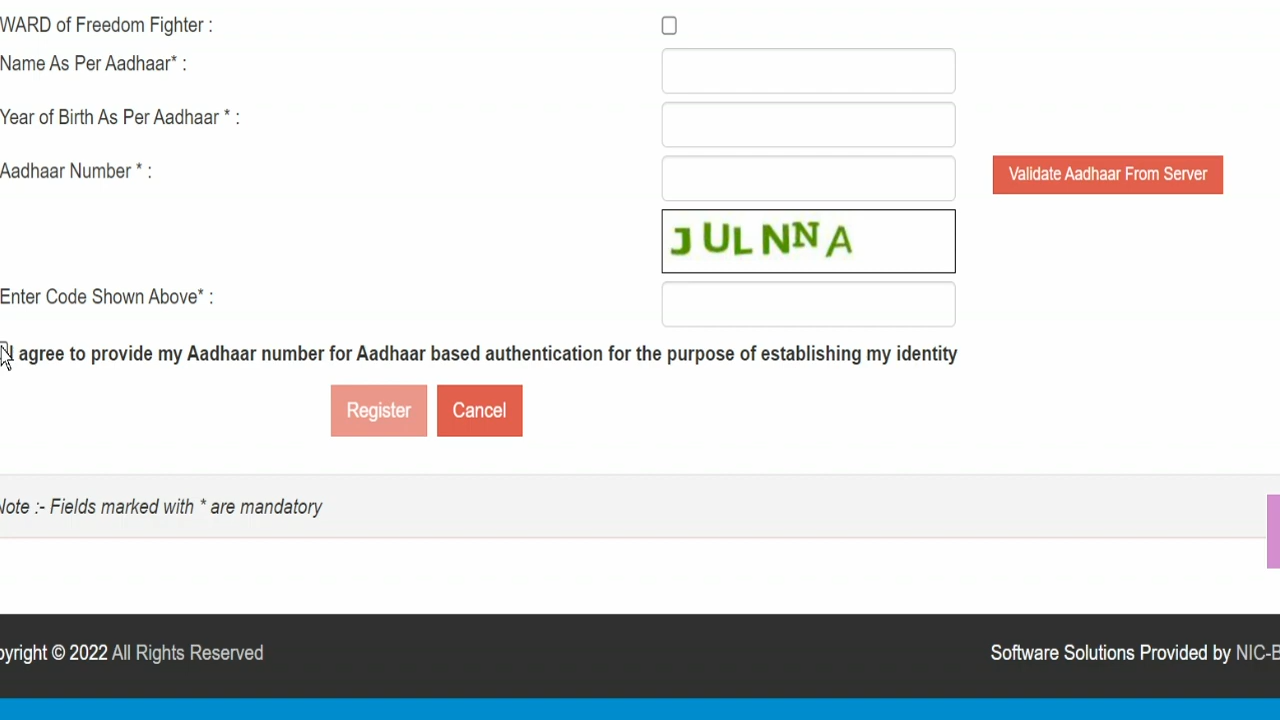 WARD of Freedom Fighter :
Name As Per Aadhaar* :
Year of Birth As Per Aadhaar * :
Aadhaar Number * :
Validate Aadhaar From Server
JULNNA
Enter Code Shown Above* :
I agree to provide my Aadhaar number for Aadhaar based authentication for the purpose of establishing my identity
Register Cancel
Note :- Fields marked with * are mandatory
pyright © 2022 All Rights Reserved
Software Solutions Provided by NIC-B